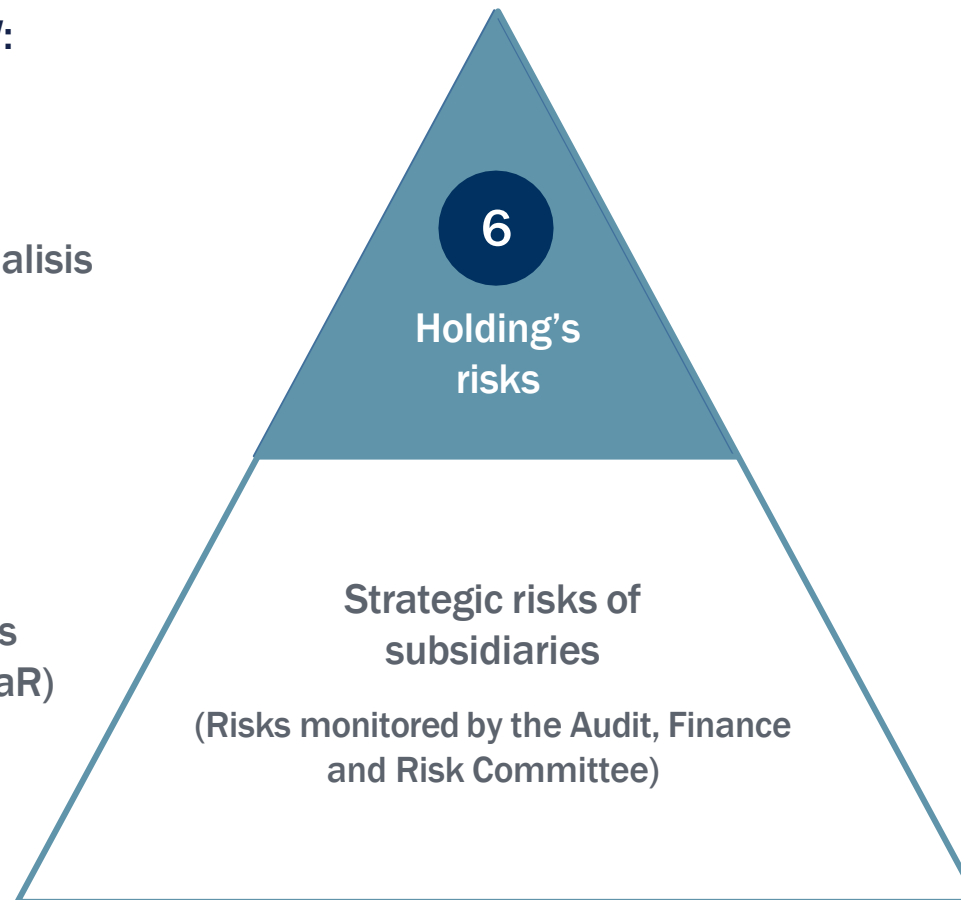 :
alisis
6
Holding’s
risks
Strategic risks of
subsidiaries
s
aR)
(Risks monitored by the Audit, Finance
and Risk Committee)